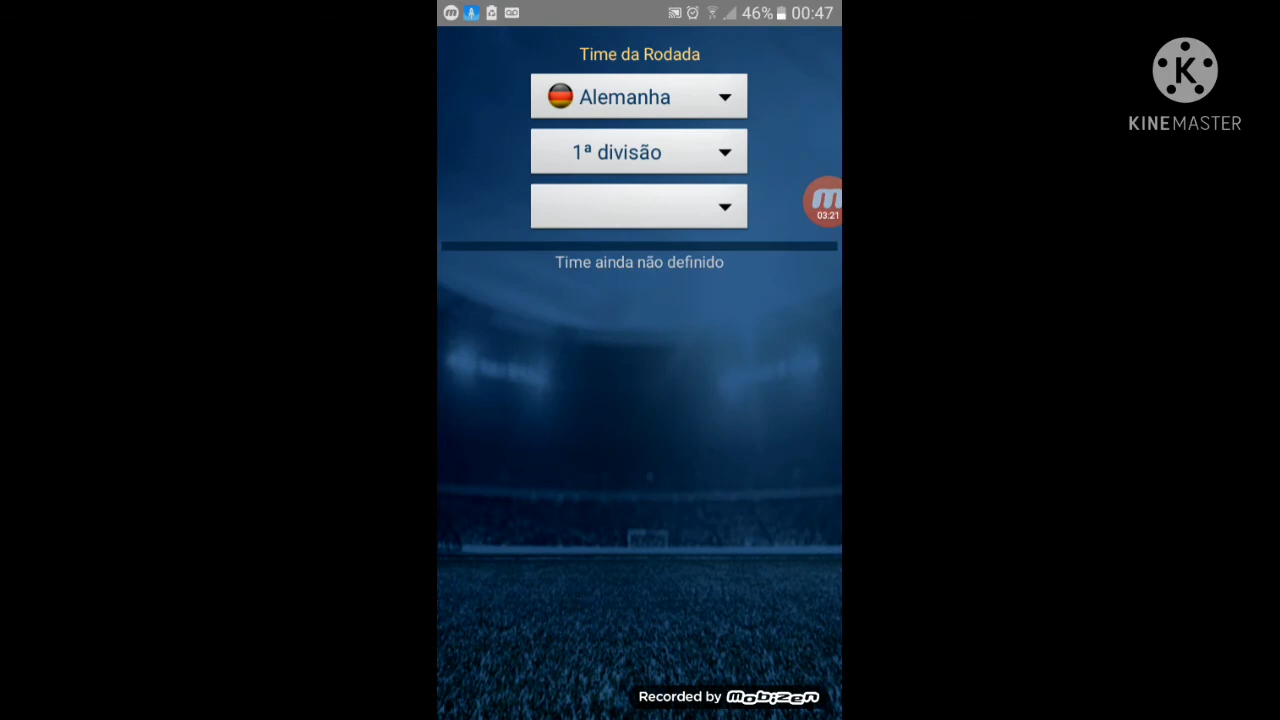 46% 00:47
Time da Rodada
Alemanha
1ª divisão
03:21
Time ainda não definido
K
KINEMASTER
Recorded by mobizen